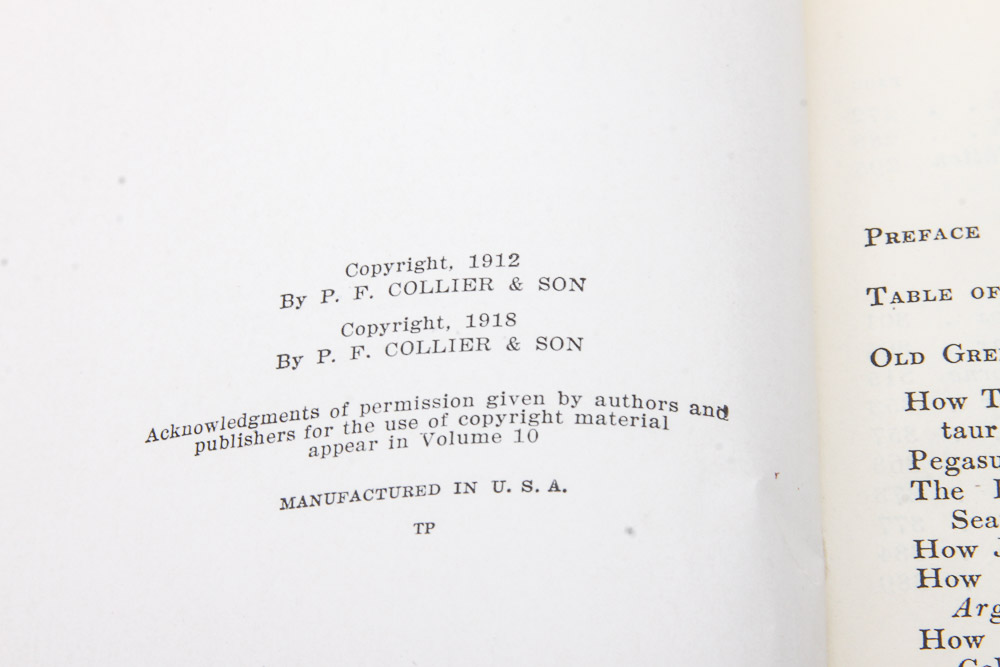 Copyright, 1912
By P. F. COLLIER & SON
Copyright, 1918
By P. F. COLLIER & SON
Acknowledgments of permission given by authors and
publishers for the use of copyright material
appear in Volume 10
MANUFACTURED IN U. S. A.
TP
PREFACE
TABLE OF
OLD GREE
How T
taur
Pegasu
The
Sea
How J
How
Arg
How